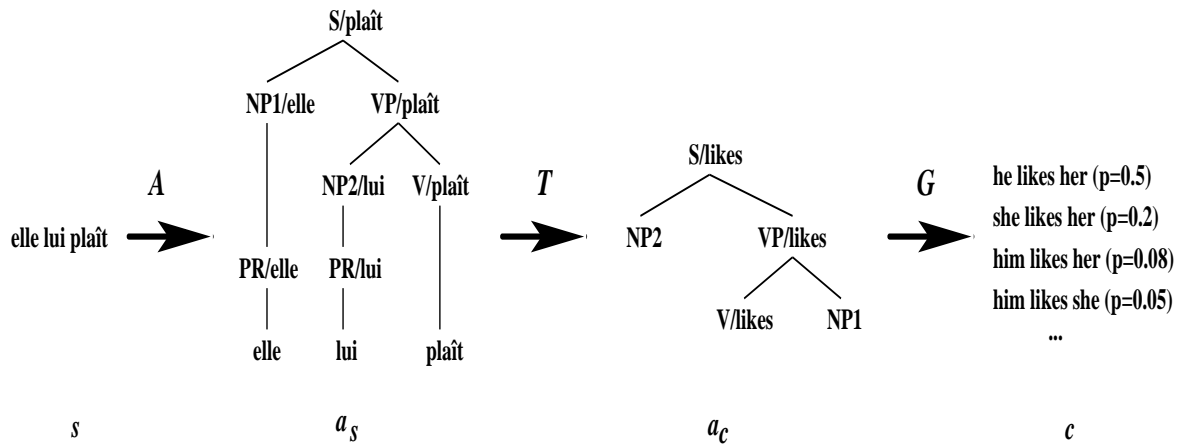 S/plaît
NP1/elle VP/plaît
NP2/lui V/plaît
PR/elle PR/lui
elle lui plaît
A
elle lui plaît
T
S/likes
NP2 VP/likes
V/likes NP1
G
he likes her (p=0.5)
she likes her (p=0.2)
him likes her (p=0.08)
him likes she (p=0.05)
...
s a_s a_c c